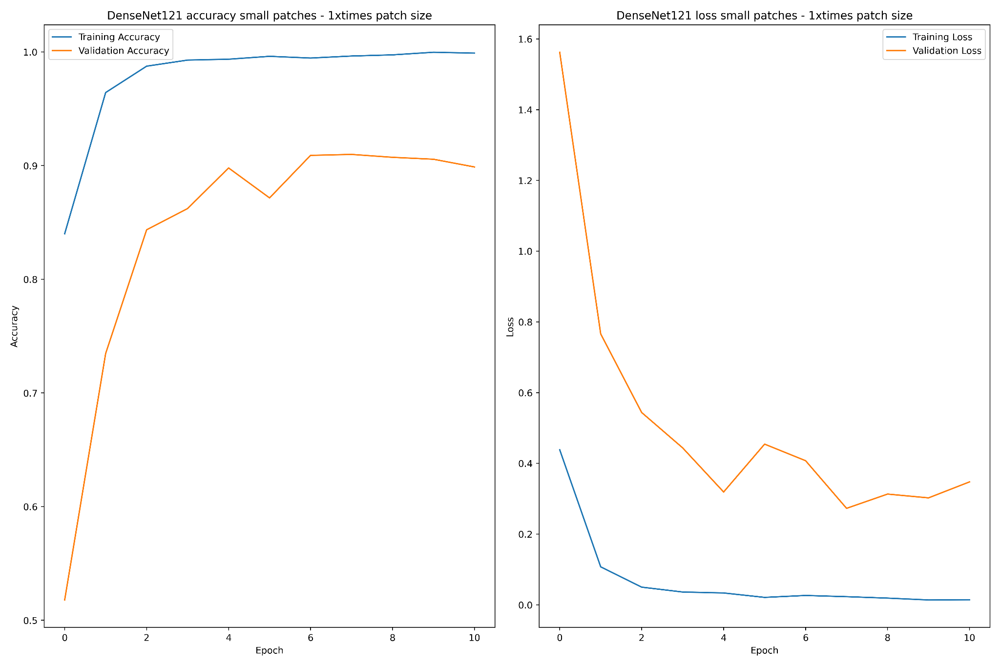 DenseNet121 accuracy small patches - 1xtimes patch size
Training Accuracy
Validation Accuracy
1.0
0.9
0.8
0.7
0.6
0.5
Accuracy
0 2 4 6 8 10
Epoch
DenseNet121 loss small patches - 1xtimes patch size
Training Loss
Validation Loss
1.6
1.4
1.2
1.0
0.8
0.6
0.4
0.2
0.0
Loss
0 2 4 6 8 10
Epoch